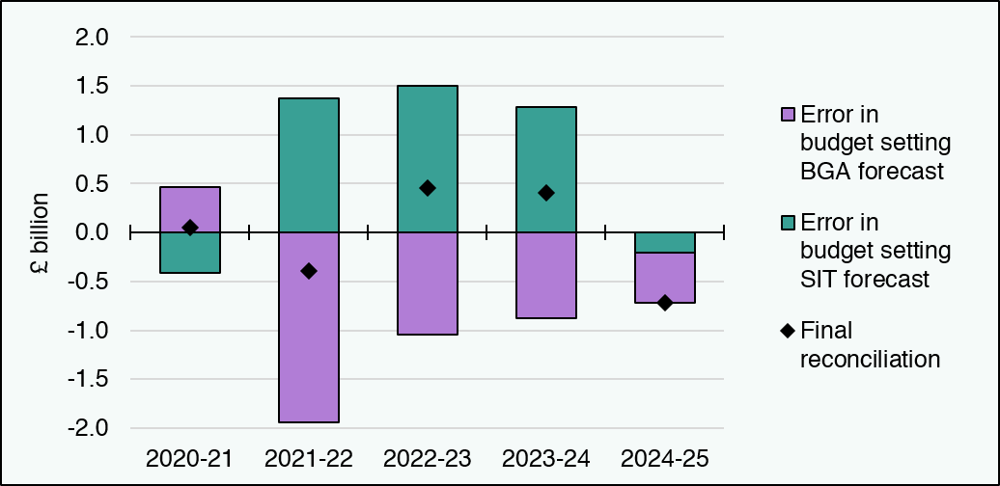 2.0
1.5
1.0
0.5
0.0
-0.5
-1.0
-1.5
-2.0
£ billion
2020-21 2021-22 2022-23 2023-24 2024-25
Error in
budget setting
BGA forecast
Error in
budget setting
SIT forecast
Final
reconciliation